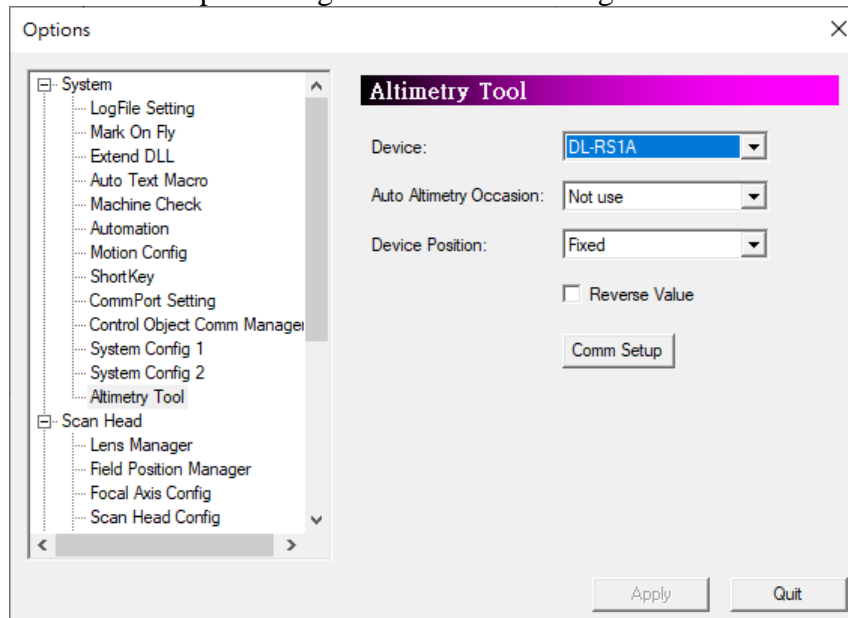 Options
System
LogFile Setting
Mark On Fly
Extend DLL
Auto Text Macro
Machine Check
Automation
Motion Config
ShortKey
CommPort Setting
Control Object Comm Manager
System Config 1
System Config 2
Altimetry Tool
Scan Head
Lens Manager
Field Position Manager
Focal Axis Config
Scan Head Config
Altimetry Tool
Device: DL-RS1A
Auto Altimetry Occasion: Not use
Device Position: Fixed
Reverse Value
Comm Setup
Apply Quit